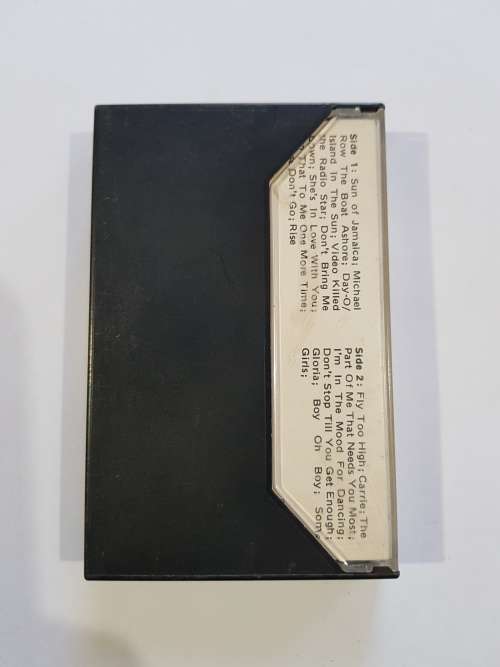 Side 1: Sun of Jamaica; Michael
Row The Boat Ashore; Day-O/
Island In The Sun; Video Killed
The Radio Star; Don't Bring Me
Down; She's In Love With You;
That To Me One More Time;
Don't Go; Rise
Side 2: Fly Too High; Carrie; The
Part Of Me That Needs You Most;
I'm In The Mood For Dancing;
Don't Stop Till You Get Enough;
Gloria; Boy Oh Boy; Some
Girls;